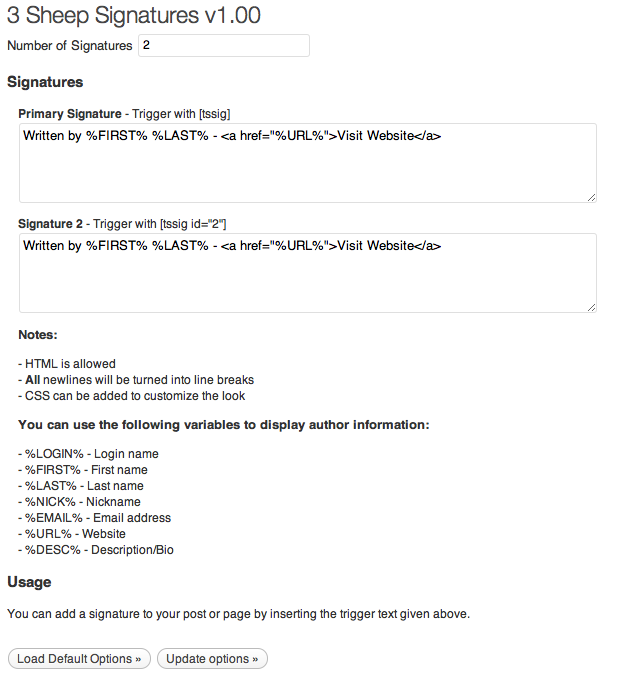 3 Sheep Signatures v1.00
Number of Signatures 2
Signatures
Primary Signature - Trigger with [tssig]
Written by %FIRST% %LAST% - <a href="%URL%">Visit Website</a>
Signature 2 - Trigger with [tssig id="2"]
Written by %FIRST% %LAST% - <a href="%URL%">Visit Website</a>
Notes:
- HTML is allowed
- All newlines will be turned into line breaks
- CSS can be added to customize the look
You can use the following variables to display author information:
- %LOGIN% - Login name
- %FIRST% - First name
- %LAST% - Last name
- %NICK% - Nickname
- %EMAIL% - Email address
- %URL% - Website
- %DESC% - Description/Bio
Usage
You can add a signature to your post or page by inserting the trigger text given above.
Load Default Options » Update options »